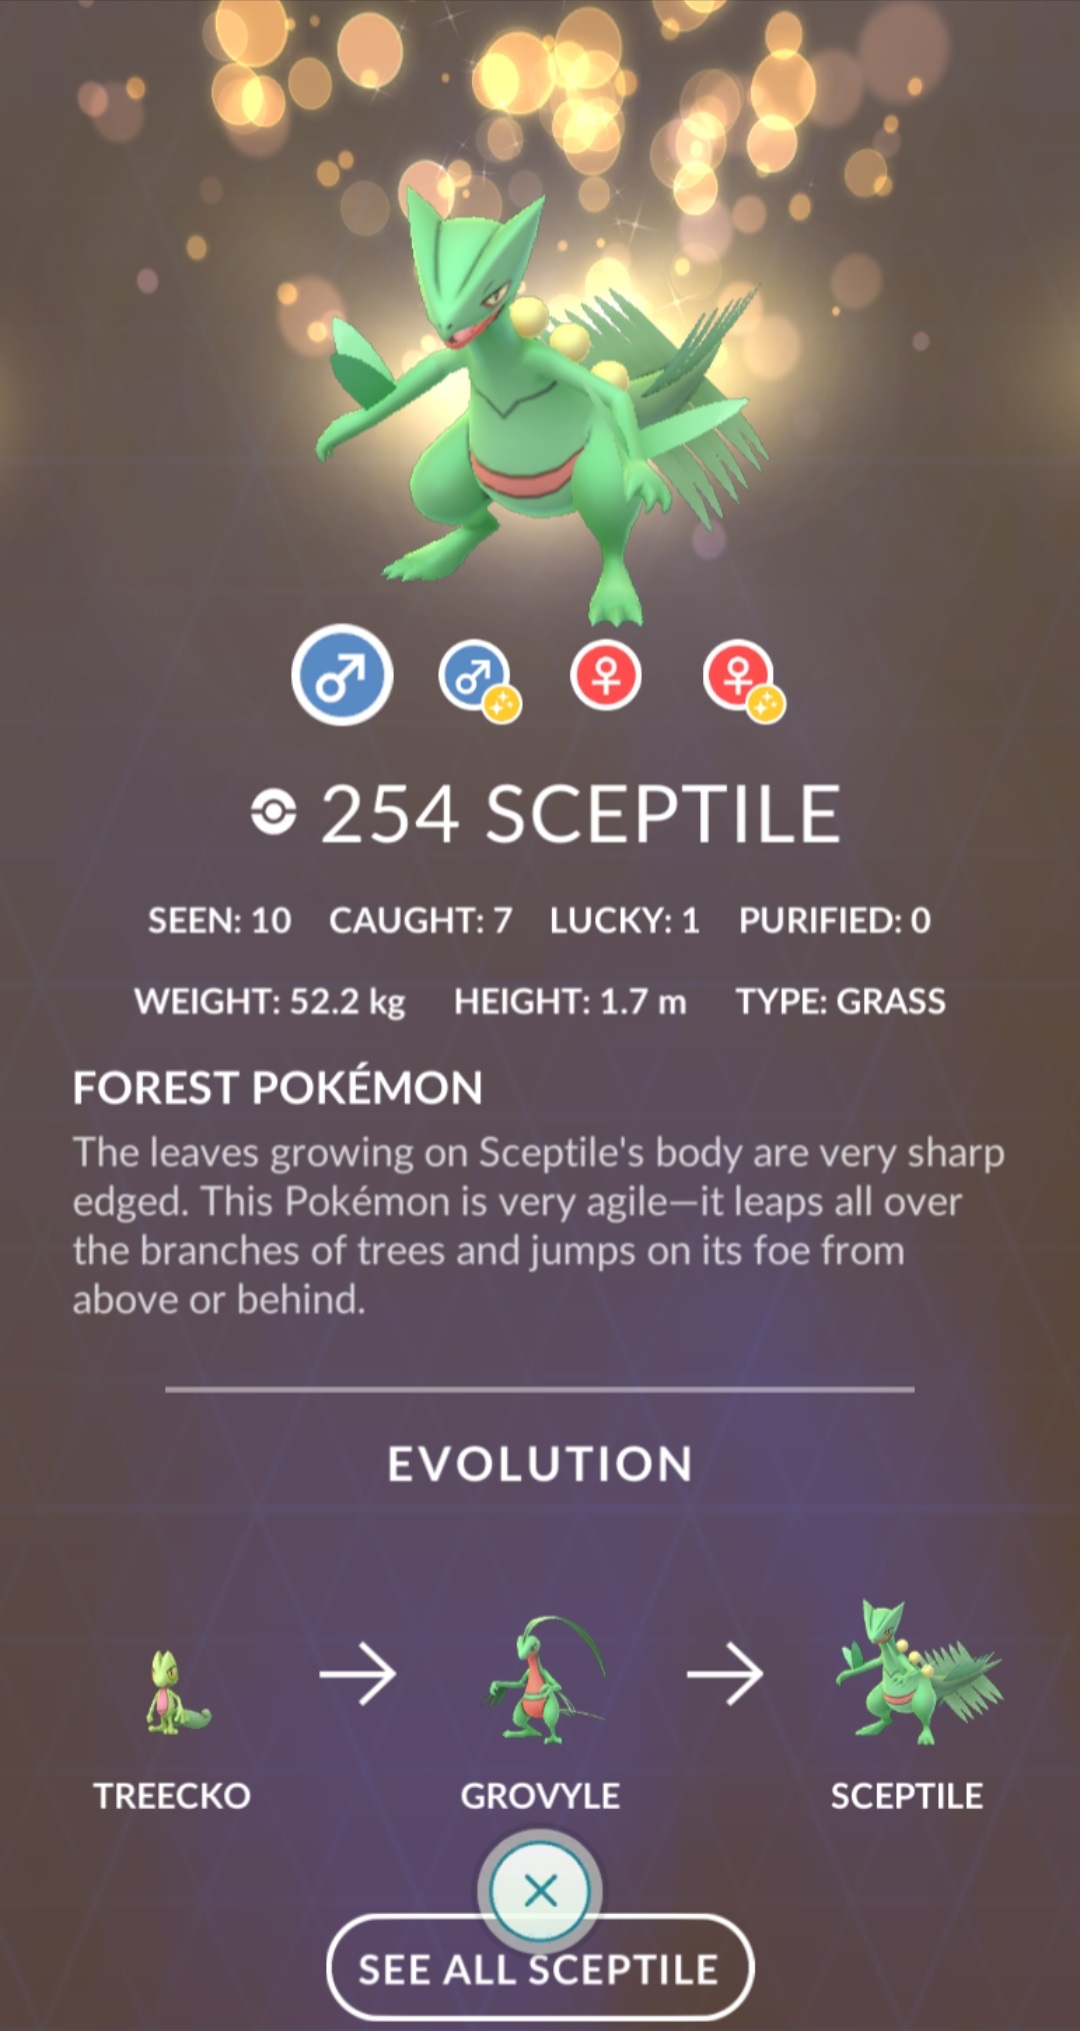 254 SCEPTILE
SEEN: 10 CAUGHT: 7 LUCKY: 1 PURIFIED: 0
WEIGHT: 52.2 kg HEIGHT: 1.7 m TYPE: GRASS
FOREST POKÉMON
The leaves growing on Sceptile's body are very sharp
edged. This Pokémon is very agile—it leaps all over
the branches of trees and jumps on its foe from
above or behind.
EVOLUTION
TREECKO GROVYLE SCEPTILE
SEE ALL SCEPTILE